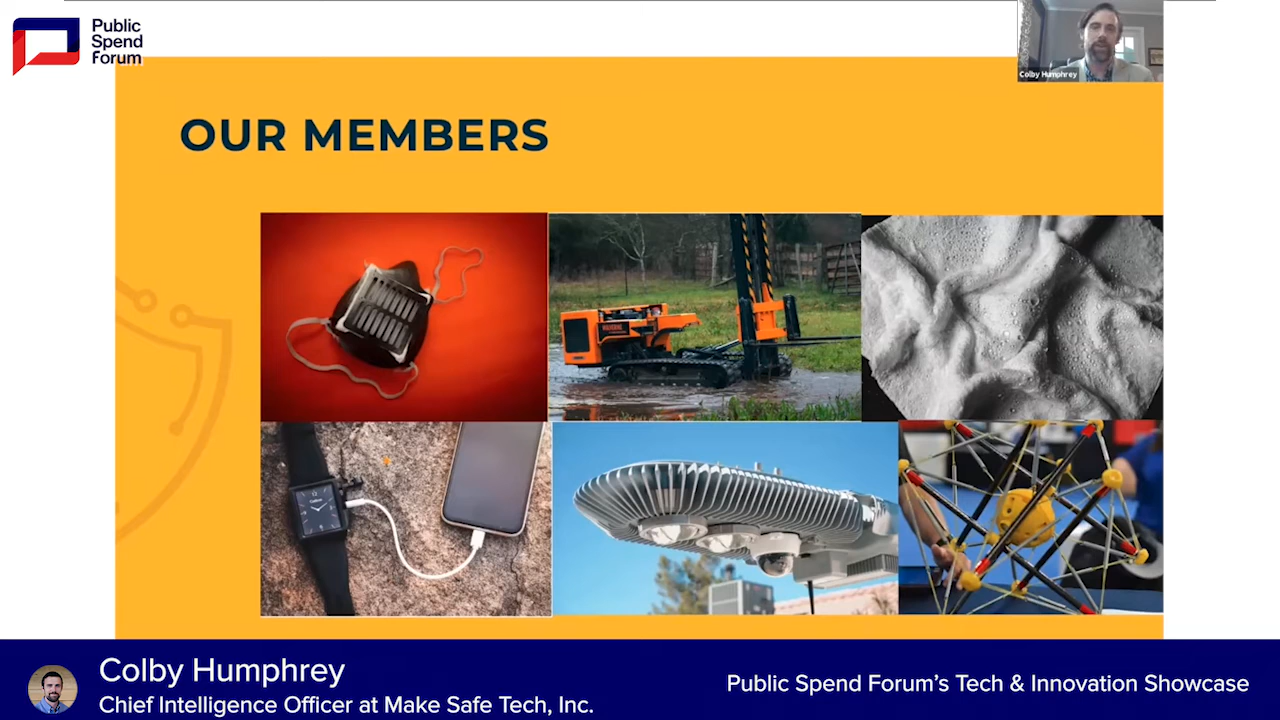 Public
Spend
Forum
Colby Humphrey
OUR MEMBERS
WOLVERINE
Colby Humphrey
Chief Intelligence Officer at Make Safe Tech, Inc.
Public Spend Forum's Tech & Innovation Showcase